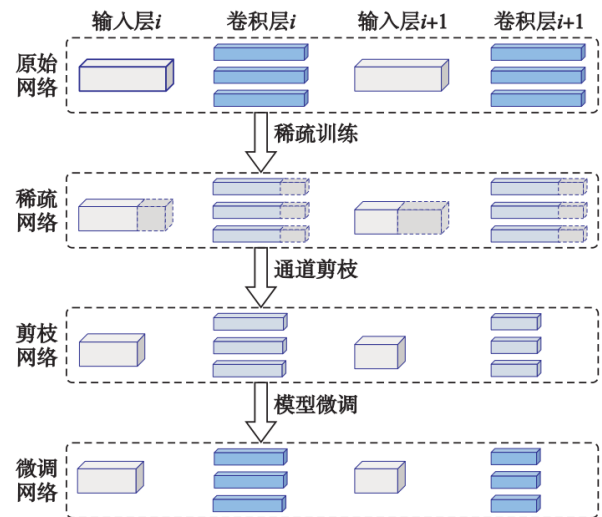 输入层i 卷积层i 输入层i+1 卷积层i+1
原始
网络
稀疏训练
稀疏
网络
通道剪枝
剪枝
网络
模型微调
微调
网络